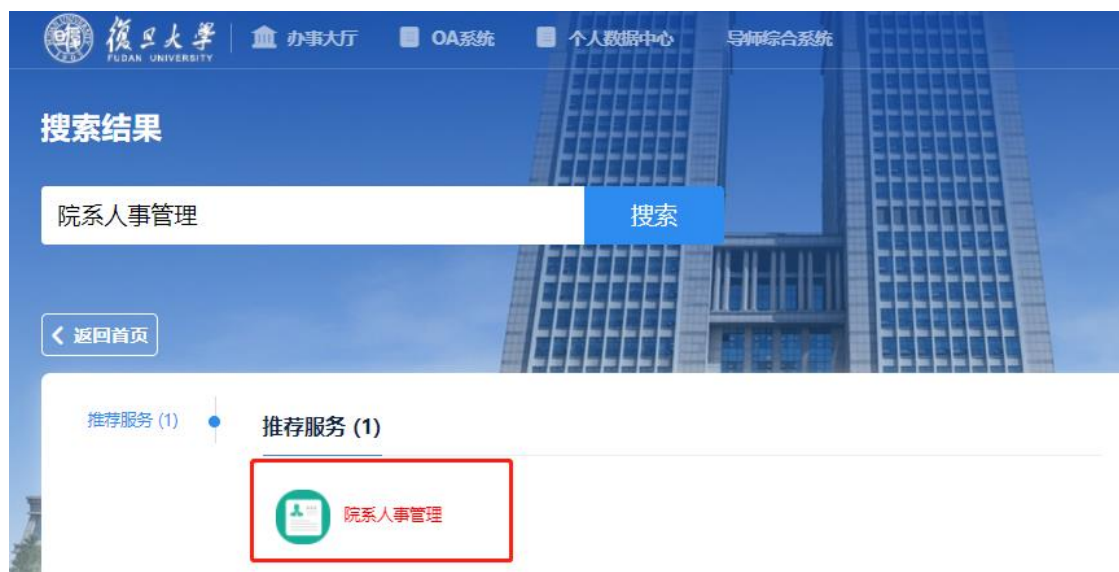 復旦大學
FUDAN UNIVERSITY
办事大厅 OA系统 个人数据中心 导师综合系统
搜索结果
院系人事管理 搜索
返回首页
推荐服务 (1)
推荐服务 (1)
院系人事管理